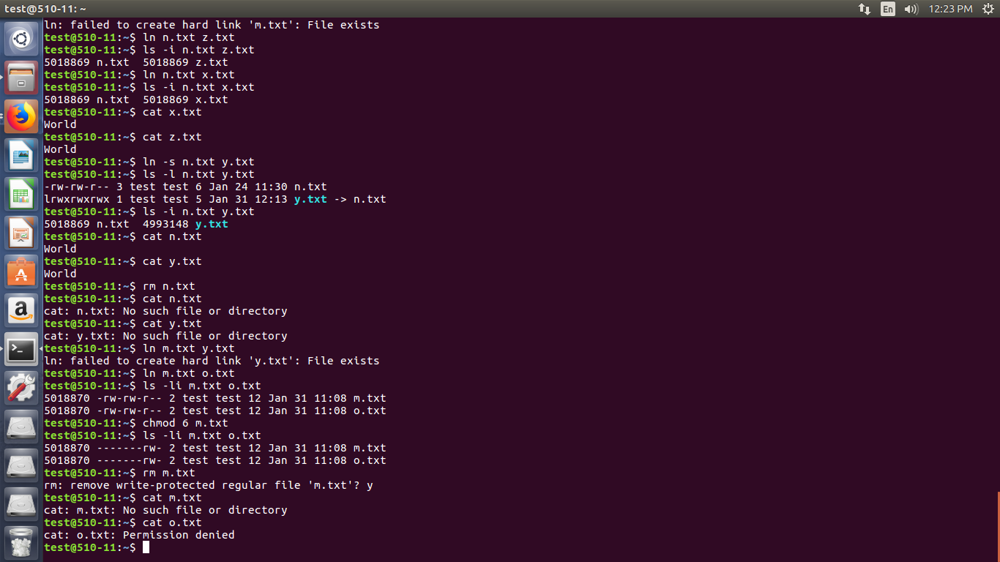 test@510-11: ~
En
12:23 PM
ln: failed to create hard link 'm.txt': File exists
test@510-11:~$ ln n.txt z.txt
test@510-11:~$ ls -i n.txt z.txt
5018869 n.txt  5018869 z.txt
test@510-11:~$ ln n.txt x.txt
test@510-11:~$ ls -i n.txt x.txt
5018869 n.txt  5018869 x.txt
test@510-11:~$ cat x.txt
World
test@510-11:~$ cat z.txt
World
test@510-11:~$ ln -s n.txt y.txt
test@510-11:~$ ls -l n.txt y.txt
-rw-rw-r-- 3 test test 6 Jan 24 11:30 n.txt
lrwxrwxrwx 1 test test 5 Jan 31 12:13 y.txt -> n.txt
test@510-11:~$ ls -i n.txt y.txt
5018869 n.txt  4993148 y.txt
test@510-11:~$ cat n.txt
World
test@510-11:~$ cat y.txt
World
test@510-11:~$ rm n.txt
test@510-11:~$ cat n.txt
cat: n.txt: No such file or directory
test@510-11:~$ cat y.txt
cat: y.txt: No such file or directory
test@510-11:~$ ln m.txt y.txt
ln: failed to create hard link 'y.txt': File exists
test@510-11:~$ ln m.txt o.txt
test@510-11:~$ ls -li m.txt o.txt
5018870 -rw-rw-r-- 2 test test 12 Jan 31 11:08 m.txt
5018870 -rw-rw-r-- 2 test test 12 Jan 31 11:08 o.txt
test@510-11:~$ chmod 6 m.txt
test@510-11:~$ ls -li m.txt o.txt
5018870 -------rw- 2 test test 12 Jan 31 11:08 m.txt
5018870 -------rw- 2 test test 12 Jan 31 11:08 o.txt
test@510-11:~$ rm m.txt
rm: remove write-protected regular file 'm.txt'? y
test@510-11:~$ cat m.txt
cat: m.txt: No such file or directory
test@510-11:~$ cat o.txt
cat: o.txt: Permission denied
test@510-11:~$